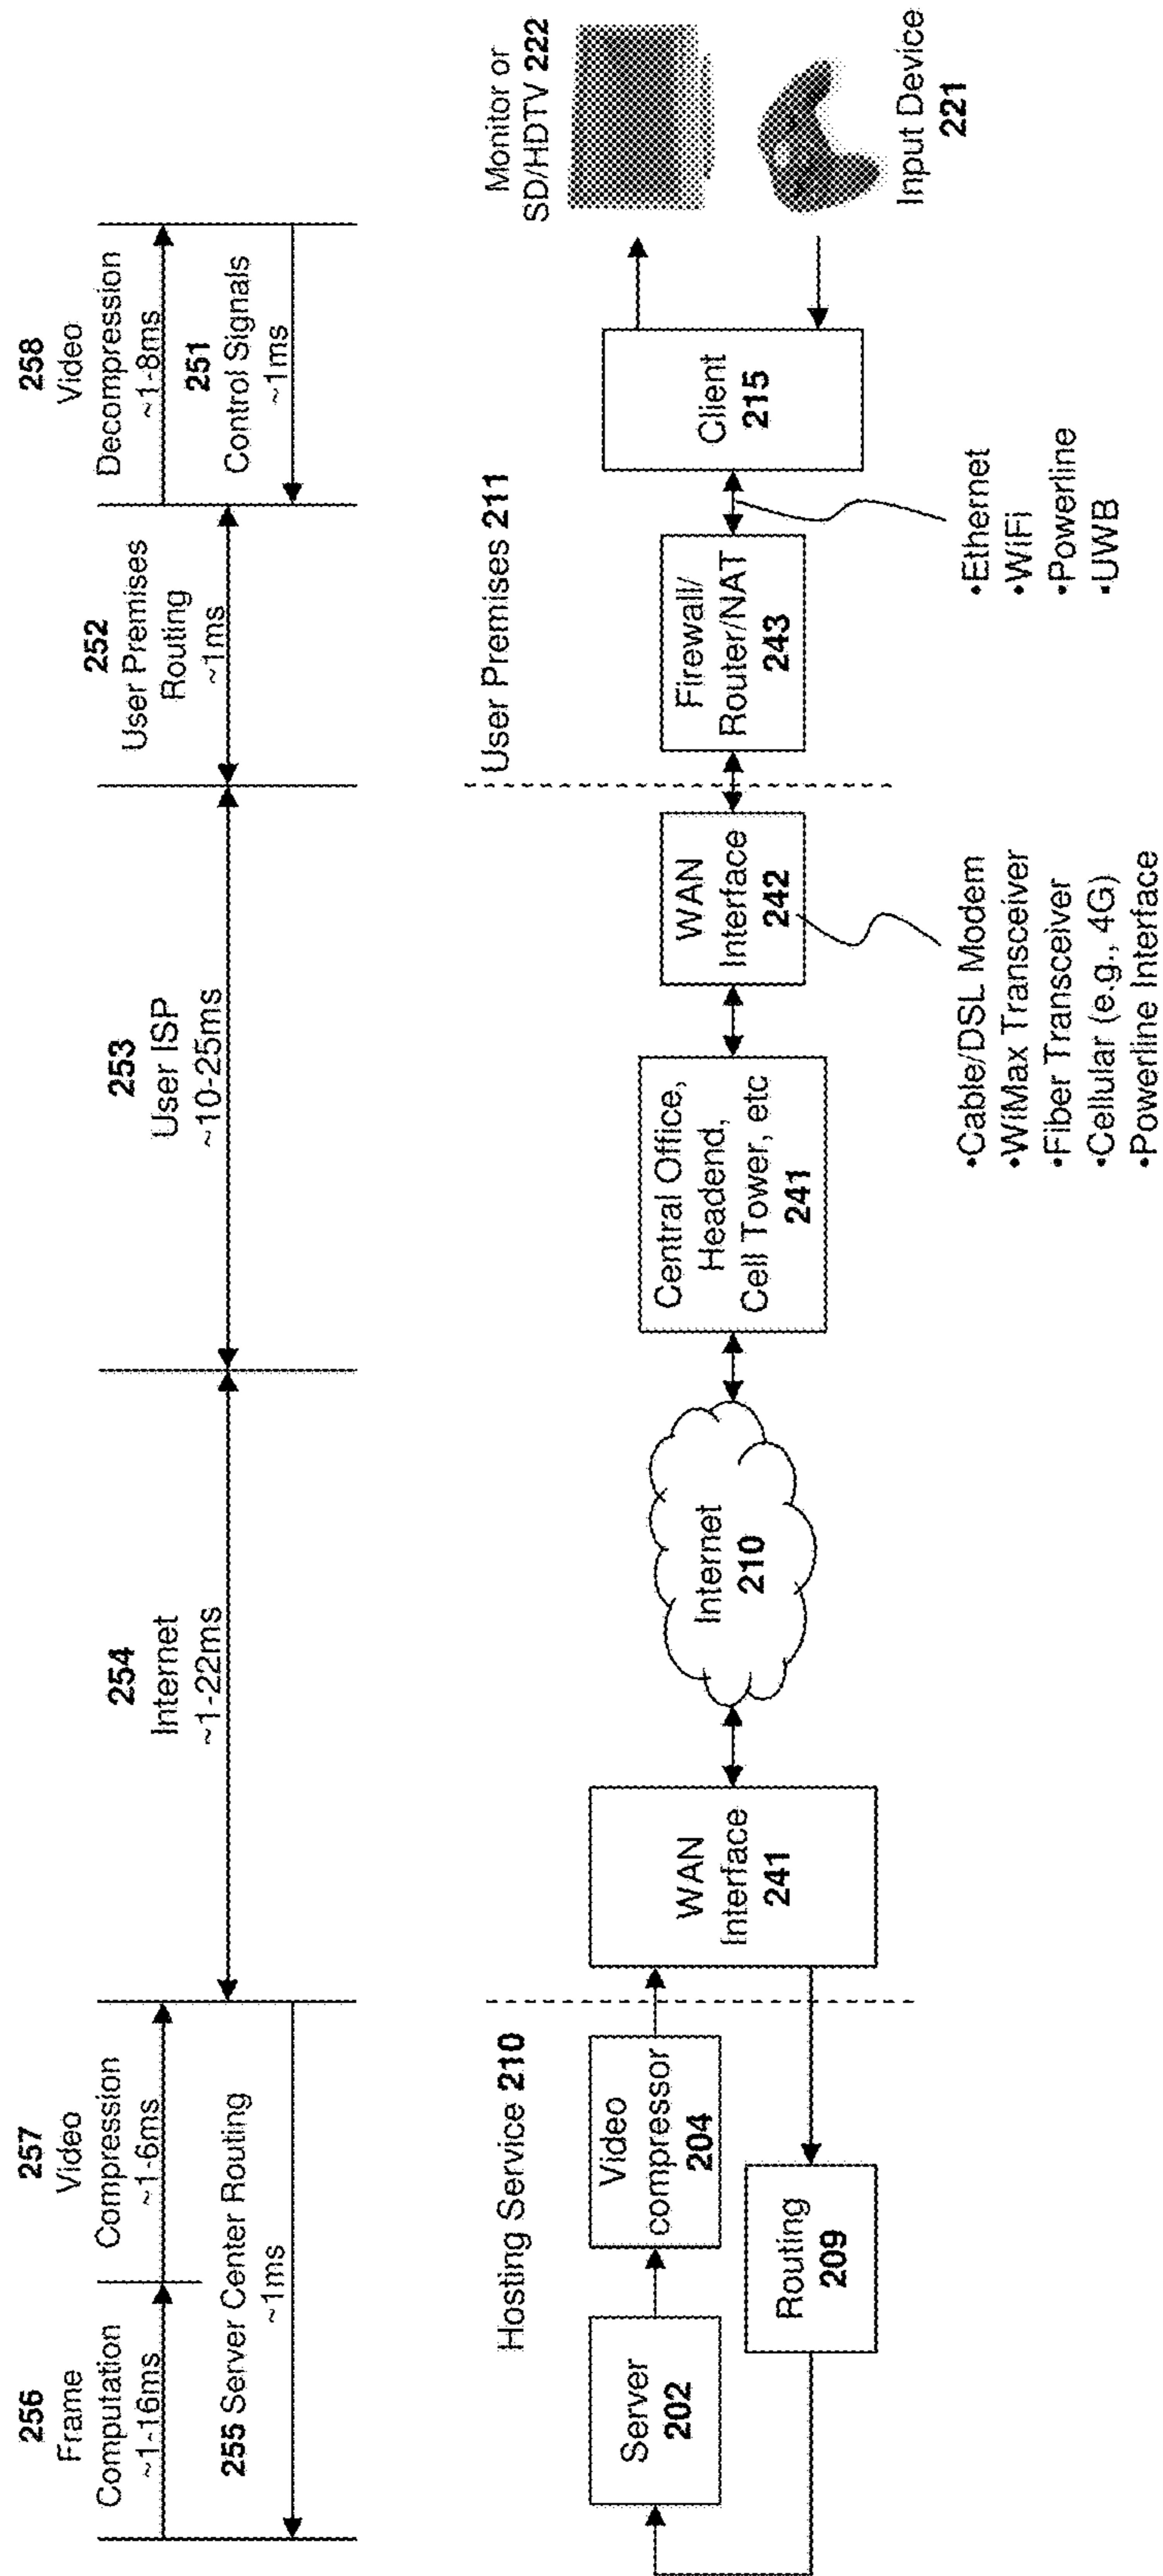 256
Frame
Computation
~1-16ms
257
Video
Compression
~1-6ms
255 Server Center Routing
~1ms
254
Internet
~1-22ms
253
User ISP
~10-25ms
252
User Premises
Routing
~1ms
258
Video
Decompression
~1-8ms
251
Control Signals
~1ms
Hosting Service 210
Server
202
Video
compressor
204
Routing
209
WAN
Interface
241
Internet
210
Central Office,
Headend,
Cell Tower, etc
241
WAN
Interface
242
•Cable/DSL Modem
•WiMax Transceiver
•Fiber Transceiver
•Cellular (e.g., 4G)
•Powerline Interface
User Premises 211
Firewall/
Router/NAT
243
Client
215
•Ethernet
•WiFi
•Powerline
•UWB
Monitor or
SD/HDTV 222
Input Device
221